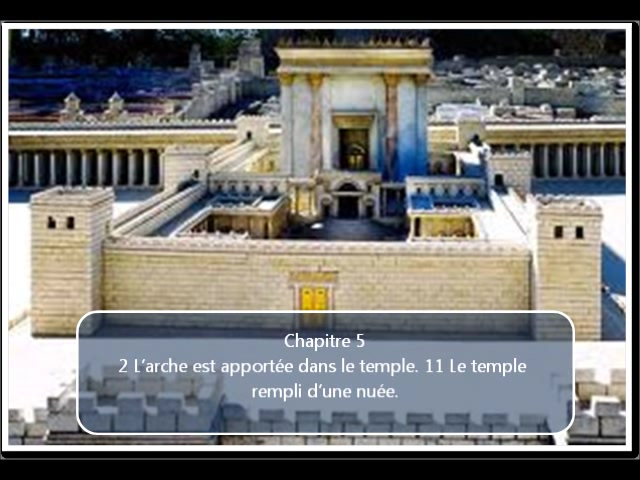 Chapitre 5
2 L’arche est apportée dans le temple. 11 Le temple
rempli d’une nuée.